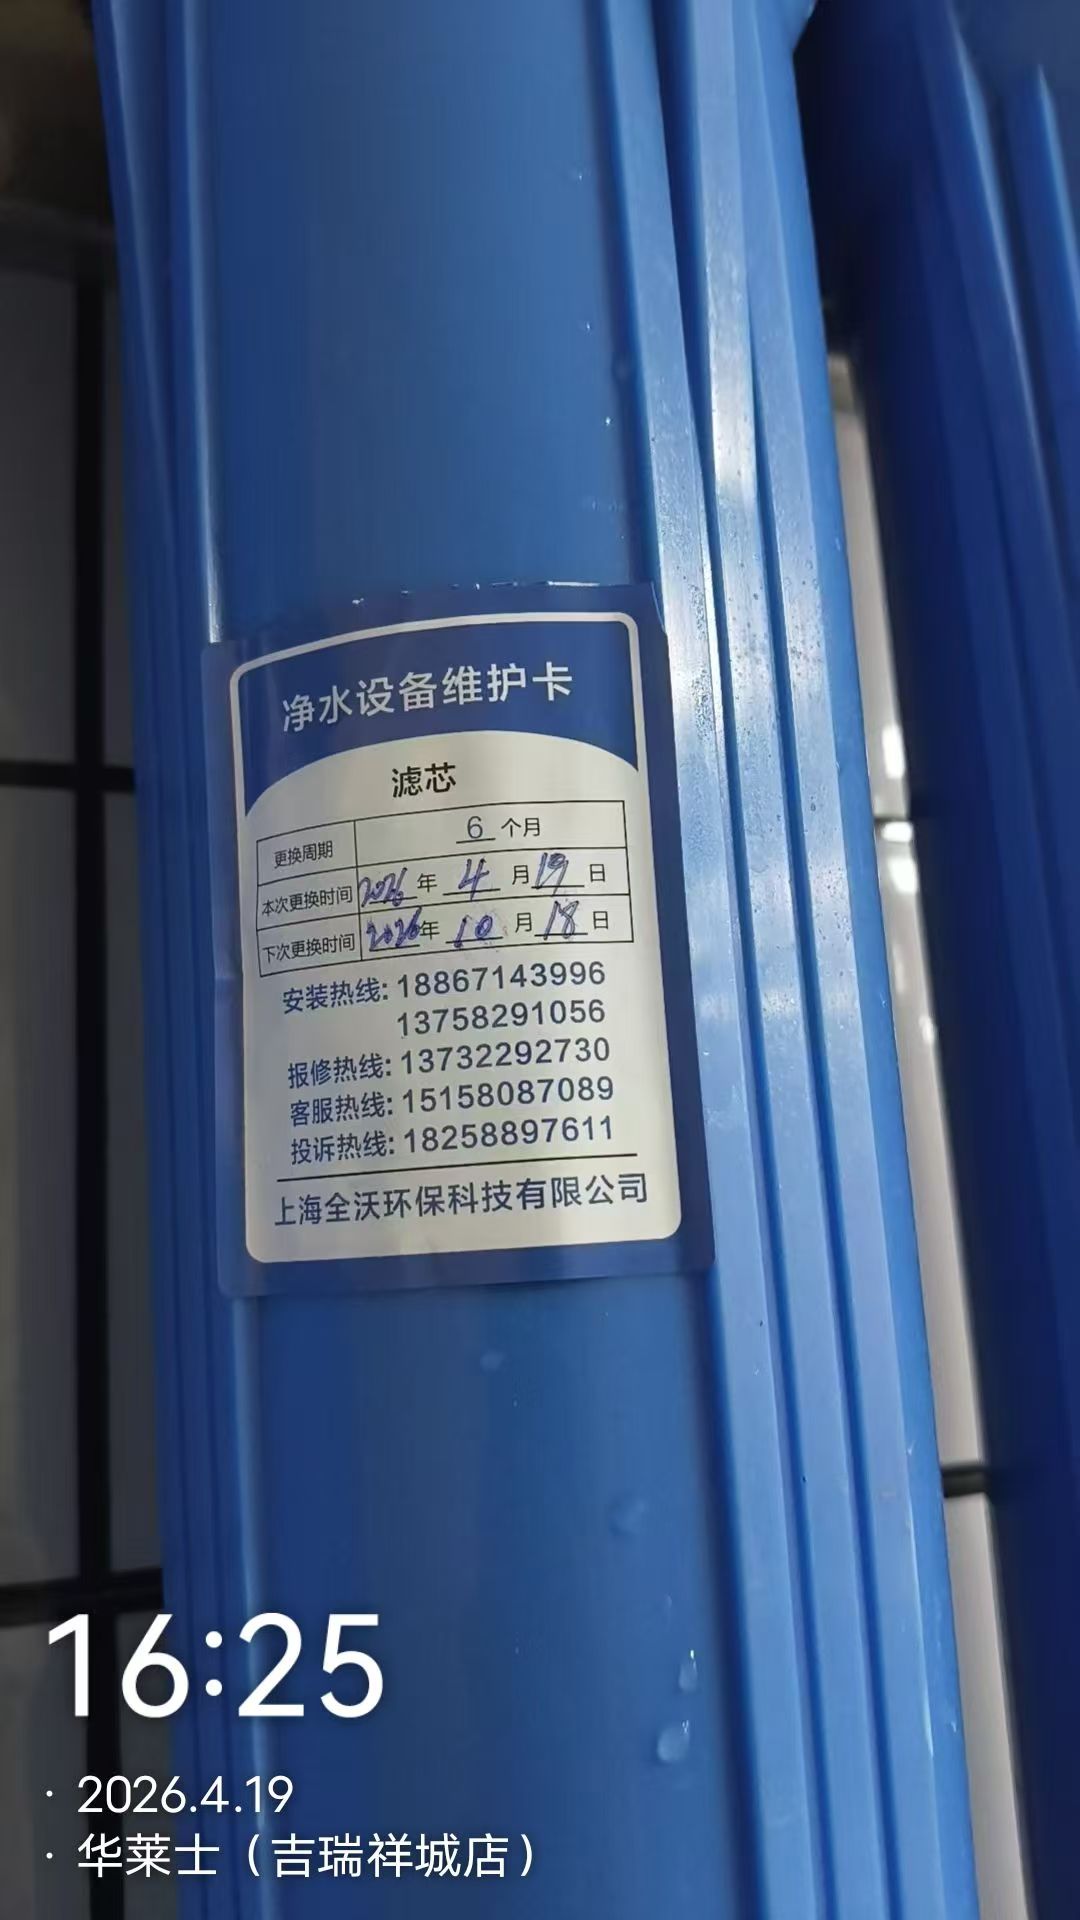 净水设备维护卡
滤芯
更换周期 6 个月
本次更换时间 2026 年 4 月 19 日
下次更换时间 2026 年 10 月 18 日
安装热线: 18867143996
13758291056
报修热线: 13732292730
客服热线: 15158087089
投诉热线: 18258897611
上海全沃环保科技有限公司
16:25
· 2026.4.19
· 华莱士（吉瑞祥城店）